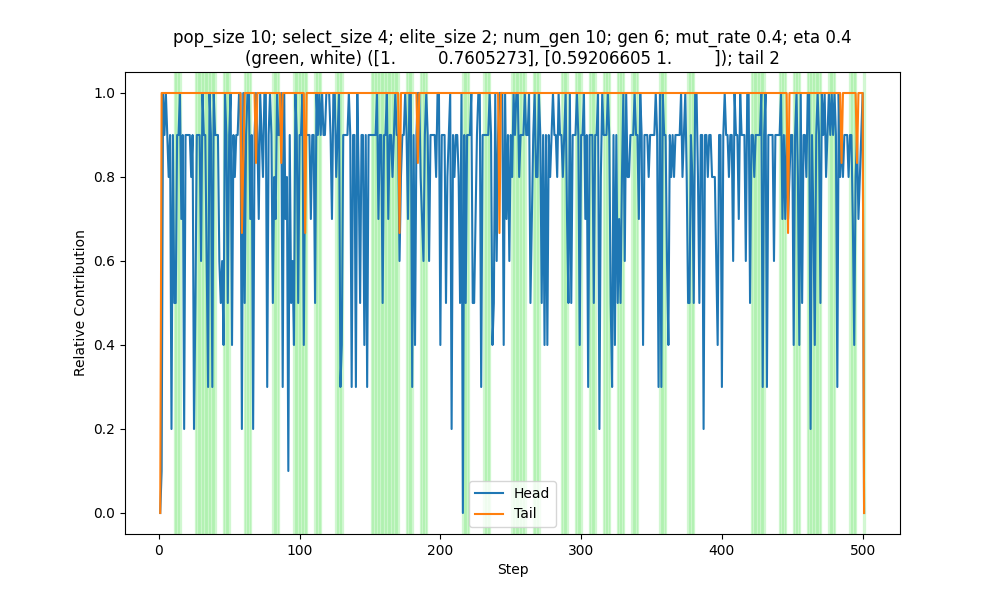 pop_size 10; select_size 4; elite_size 2; num_gen 10; gen 6; mut_rate 0.4; eta 0.4
(green, white) ([1.        0.7605273], [0.59206605 1.        ]); tail 2
Relative Contribution
1.0
0.8
0.6
0.4
0.2
0.0
Head
Tail
0
100
200
300
400
500
Step